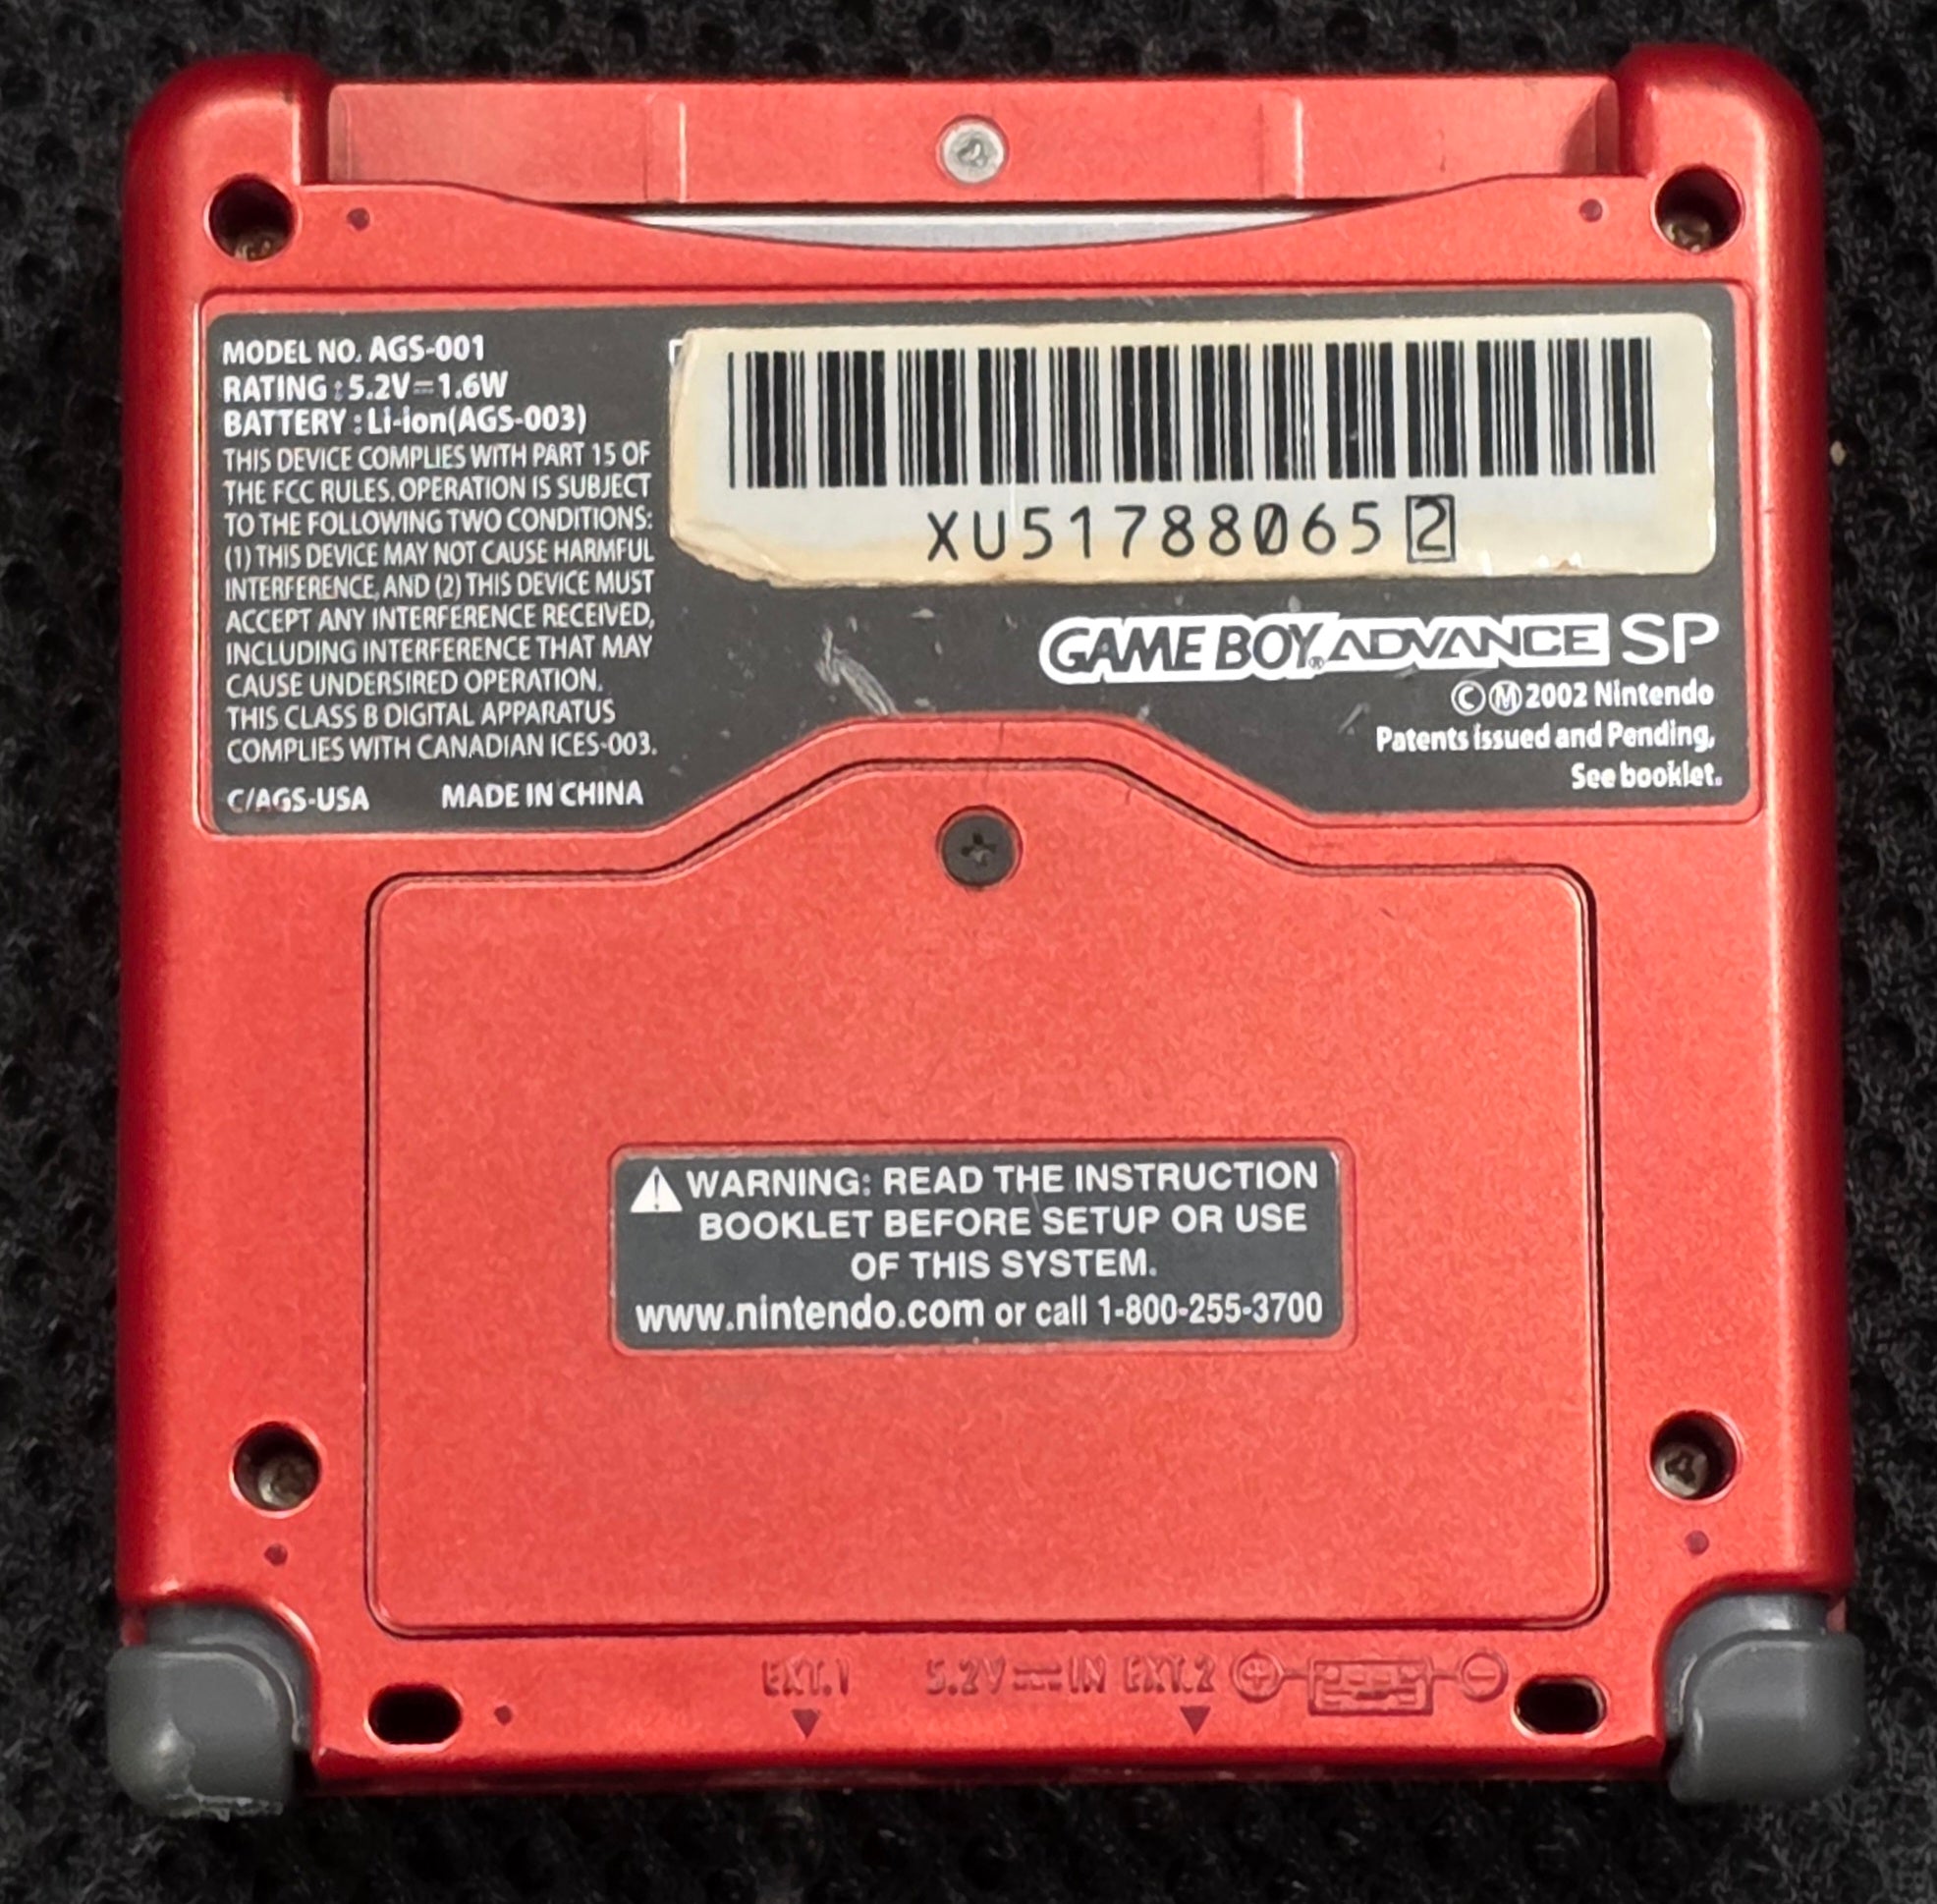 MODEL NO. AGS-001
RATING : 5.2V⎓1.6W
BATTERY : Li-ion(AGS-003)
THIS DEVICE COMPLIES WITH PART 15 OF
THE FCC RULES. OPERATION IS SUBJECT
TO THE FOLLOWING TWO CONDITIONS:
(1) THIS DEVICE MAY NOT CAUSE HARMFUL
INTERFERENCE, AND (2) THIS DEVICE MUST
ACCEPT ANY INTERFERENCE RECEIVED,
INCLUDING INTERFERENCE THAT MAY
CAUSE UNDERSIRED OPERATION.
THIS CLASS B DIGITAL APPARATUS
COMPLIES WITH CANADIAN ICES-003.
C/AGS-USA MADE IN CHINA
XU517880652
GAME BOY® ADVANCE SP
©Ⓜ2002 Nintendo
Patents issued and Pending,
See booklet.
⚠WARNING: READ THE INSTRUCTION
BOOKLET BEFORE SETUP OR USE
OF THIS SYSTEM.
www.nintendo.com or call 1-800-255-3700
EXT.1 5.2V⎓IN EXT.2